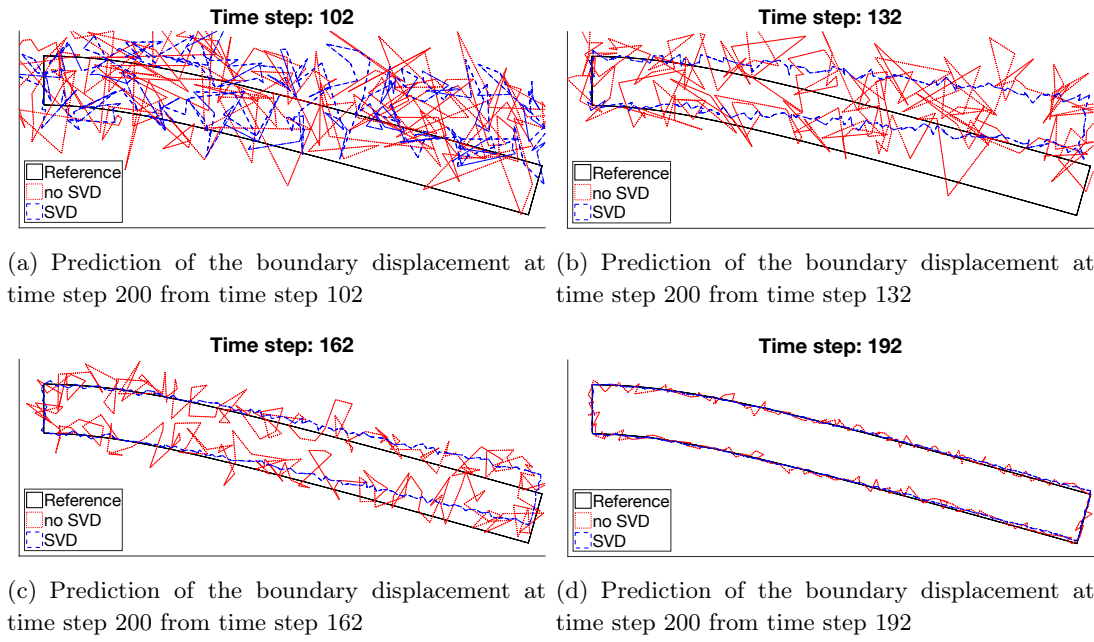 Time step: 102
Reference
no SVD
SVD
(a) Prediction of the boundary displacement at time step 200 from time step 102
Time step: 132
Reference
no SVD
SVD
(b) Prediction of the boundary displacement at time step 200 from time step 132
Time step: 162
Reference
no SVD
SVD
(c) Prediction of the boundary displacement at time step 200 from time step 162
Time step: 192
Reference
no SVD
SVD
(d) Prediction of the boundary displacement at time step 200 from time step 192